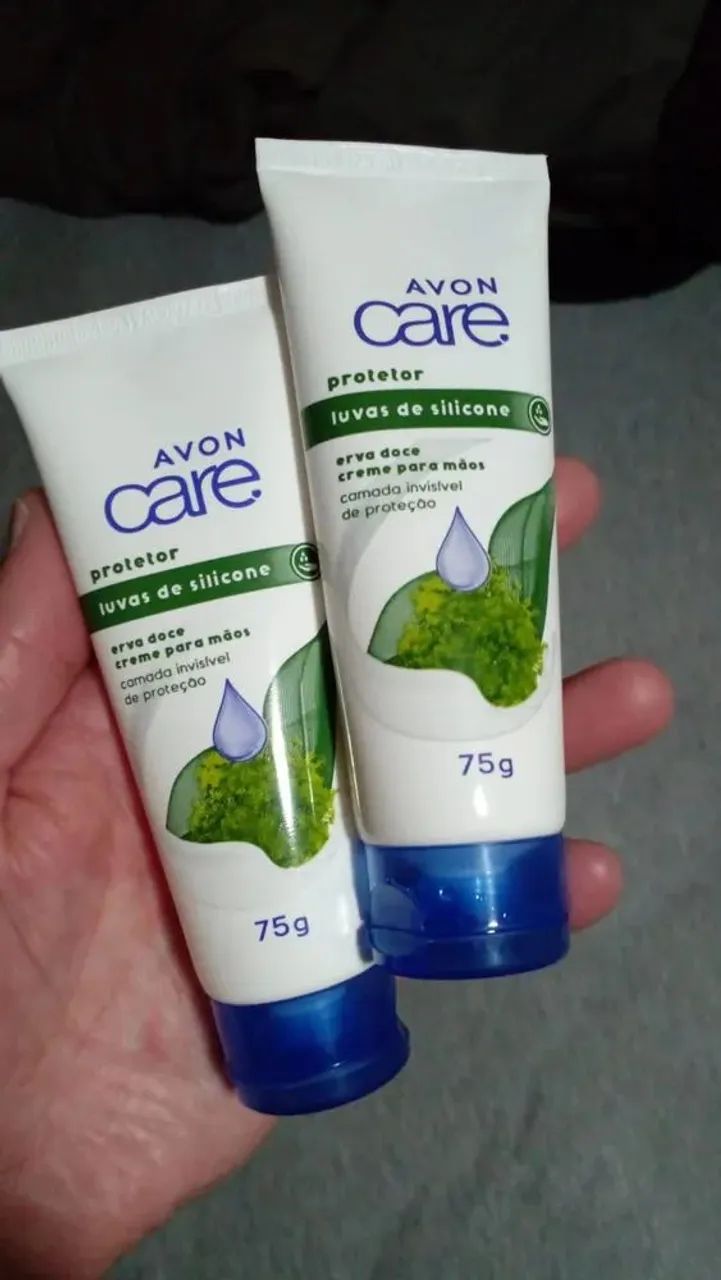 AVON
care
protetor
luvas de silicone
erva doce
creme para mãos
camada invisível
de proteção
75g
AVON
care
protetor
luvas de silicone
erva doce
creme para mãos
camada invisível
de proteção
75g